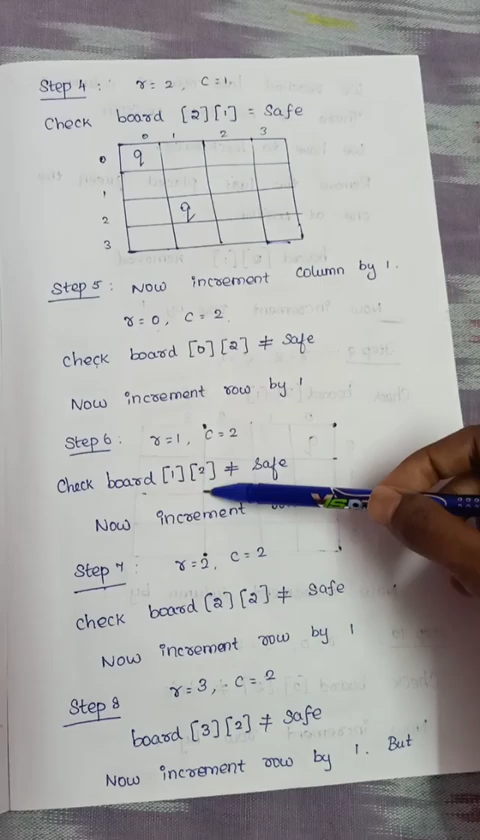 Step 4 : r = 2, C = 1.
Check board [2][1] = Safe
0 1 2 3
0 q
1
2 q
3
Step 5 : Now increment column by 1.
r = 0, C = 2.
Check board [0][2] ≠ Safe
Now increment row by 1
Step 6 : r = 1, C = 2
Check board [1][2] ≠ Safe
Now increment
Step 7 : r = 2, C = 2
Check board [2][2] ≠ Safe
Now increment row by 1
r = 3, C = 2
Step 8
board [3][2] ≠ Safe
Now increment row by 1. But